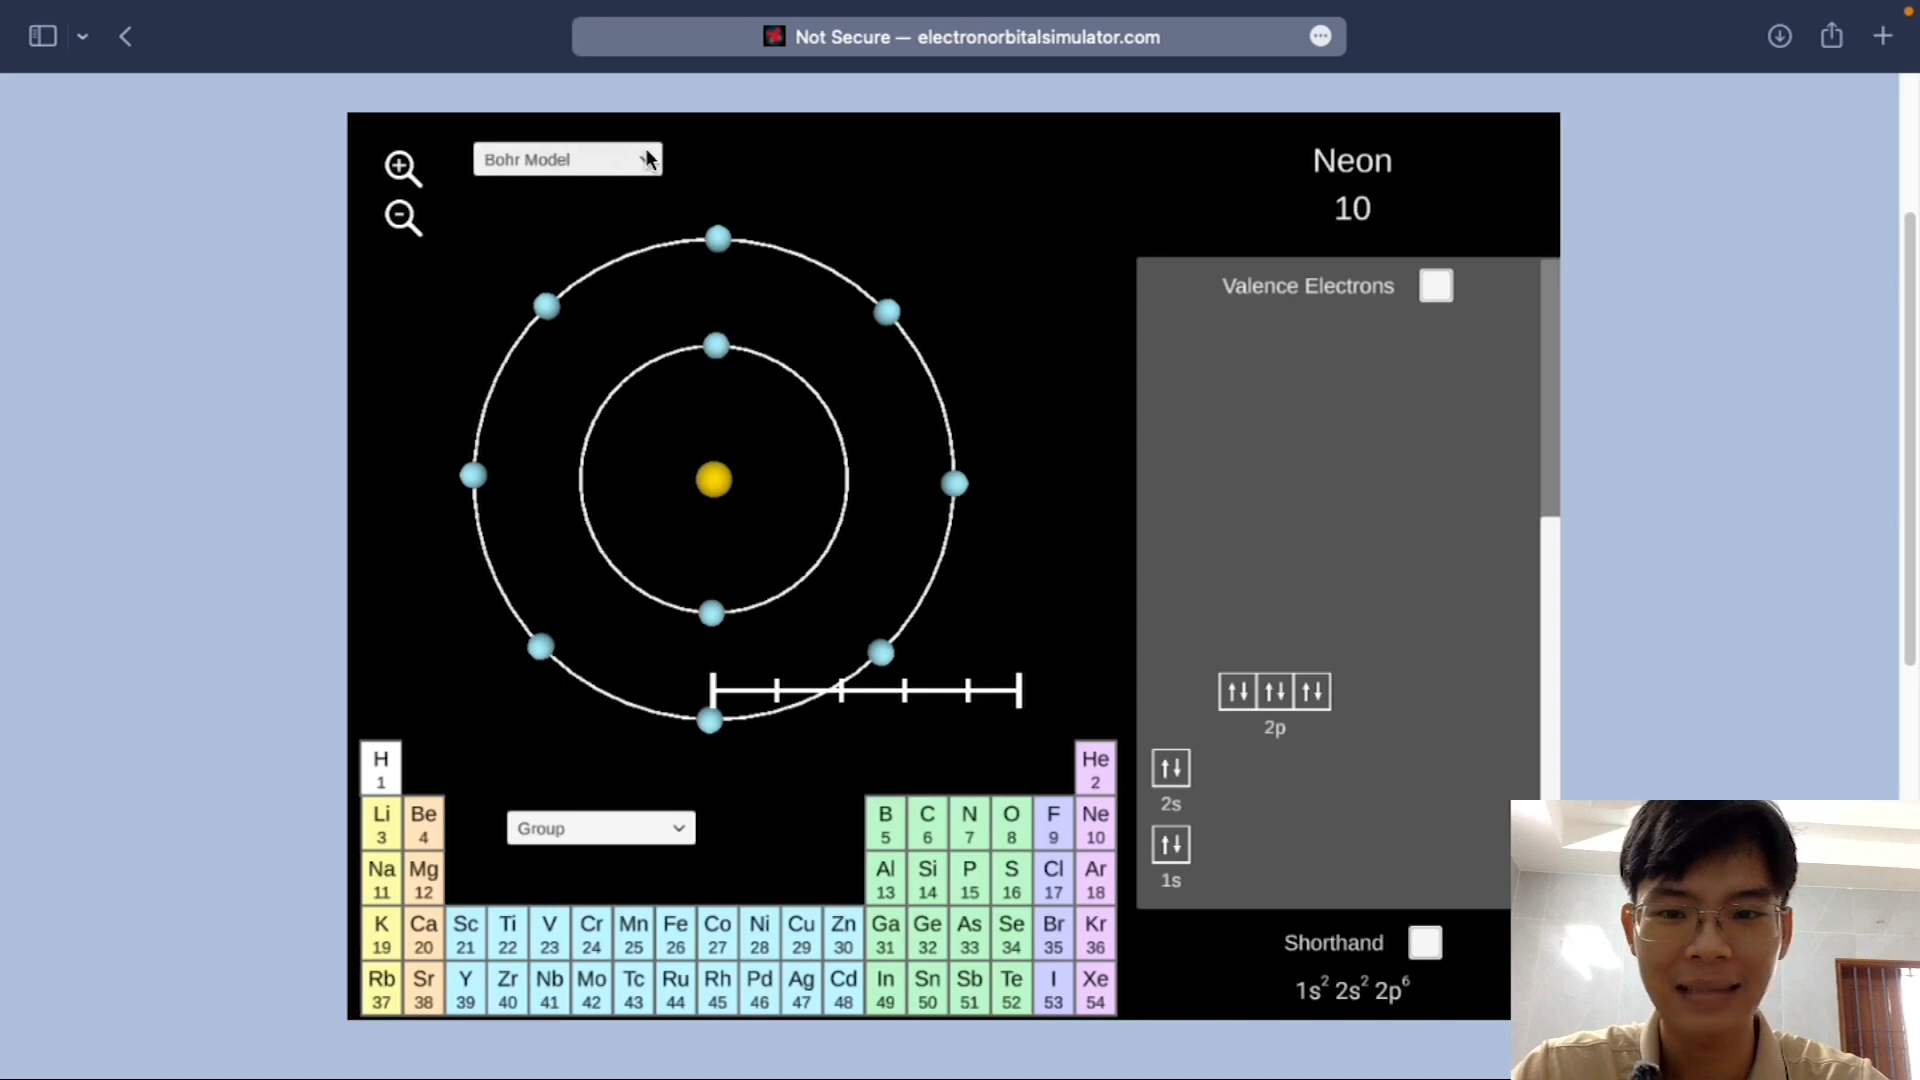 Not Secure — electronorbitalsimulator.com
Bohr Model
Neon
10
Valence Electrons
↑↓ ↑↓ ↑↓
2p
↑↓
2s
↑↓
1s
Group
H He
1 2
Li Be B C N O F Ne
3 4 5 6 7 8 9 10
Na Mg Al Si P S Cl Ar
11 12 13 14 15 16 17 18
K Ca Sc Ti V Cr Mn Fe Co Ni Cu Zn Ga Ge As Se Br Kr
19 20 21 22 23 24 25 26 27 28 29 30 31 32 33 34 35 36
Rb Sr Y Zr Nb Mo Tc Ru Rh Pd Ag Cd In Sn Sb Te I Xe
37 38 39 40 41 42 43 44 45 46 47 48 49 50 51 52 53 54
Shorthand
1s² 2s² 2p⁶